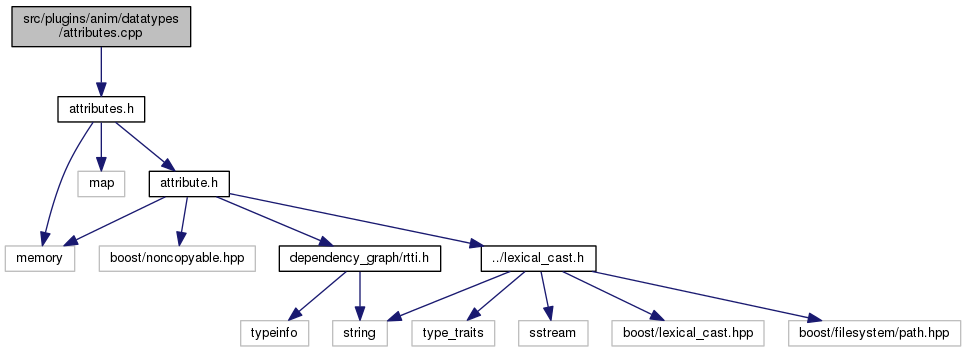 src/plugins/anim/datatypes
/attributes.cpp
attributes.h
map
attribute.h
memory
boost/noncopyable.hpp
dependency_graph/rtti.h
../lexical_cast.h
typeinfo
string
type_traits
sstream
boost/lexical_cast.hpp
boost/filesystem/path.hpp